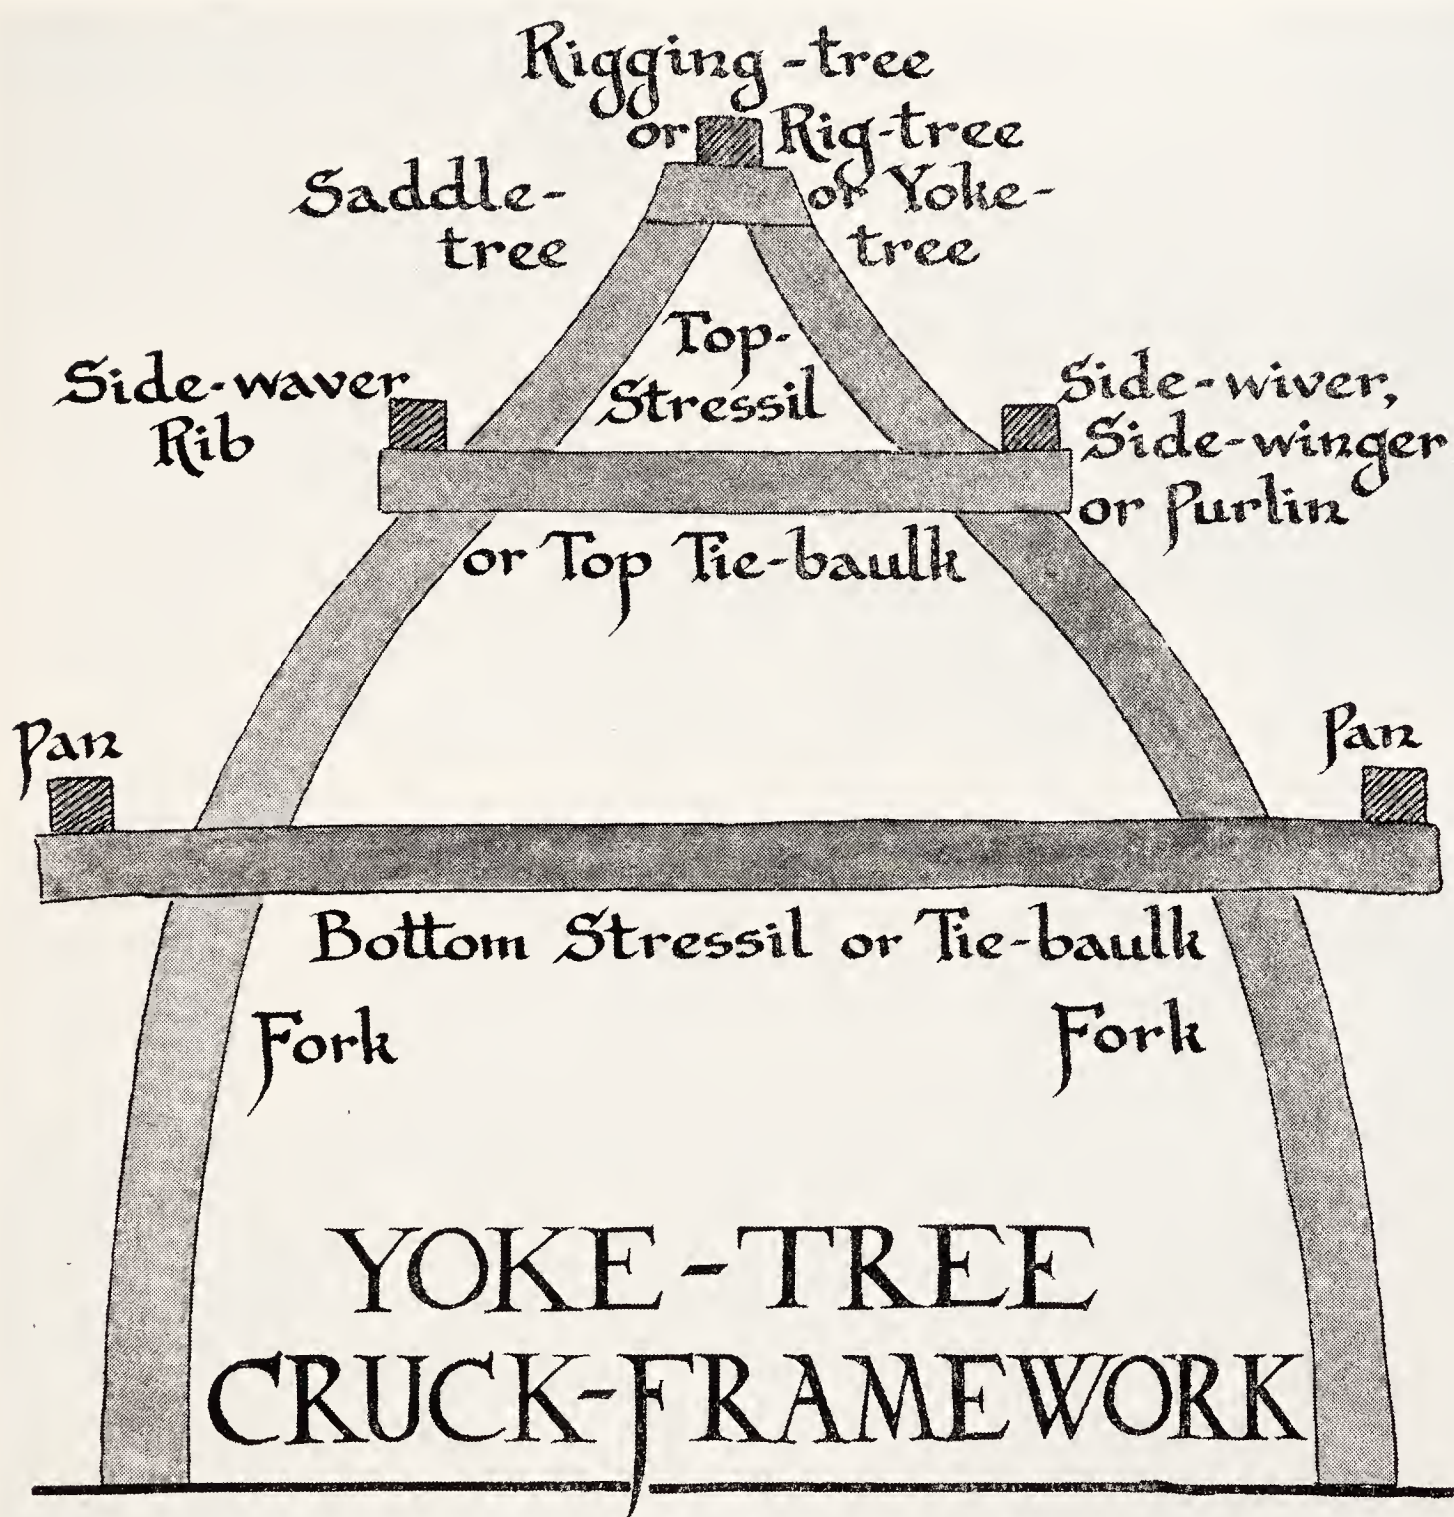 Rigging-tree
or Rig-tree
Saddle-
tree
or Yoke-
tree
Top-
Stressil
Side-waver
Rib
Side-wiver,
Side-winger
or Purlin
or Top Tie-baulk
Pan
Pan
Bottom Stressil or Tie-baulk
Fork
Fork
YOKE-TREE
CRUCK-FRAMEWORK